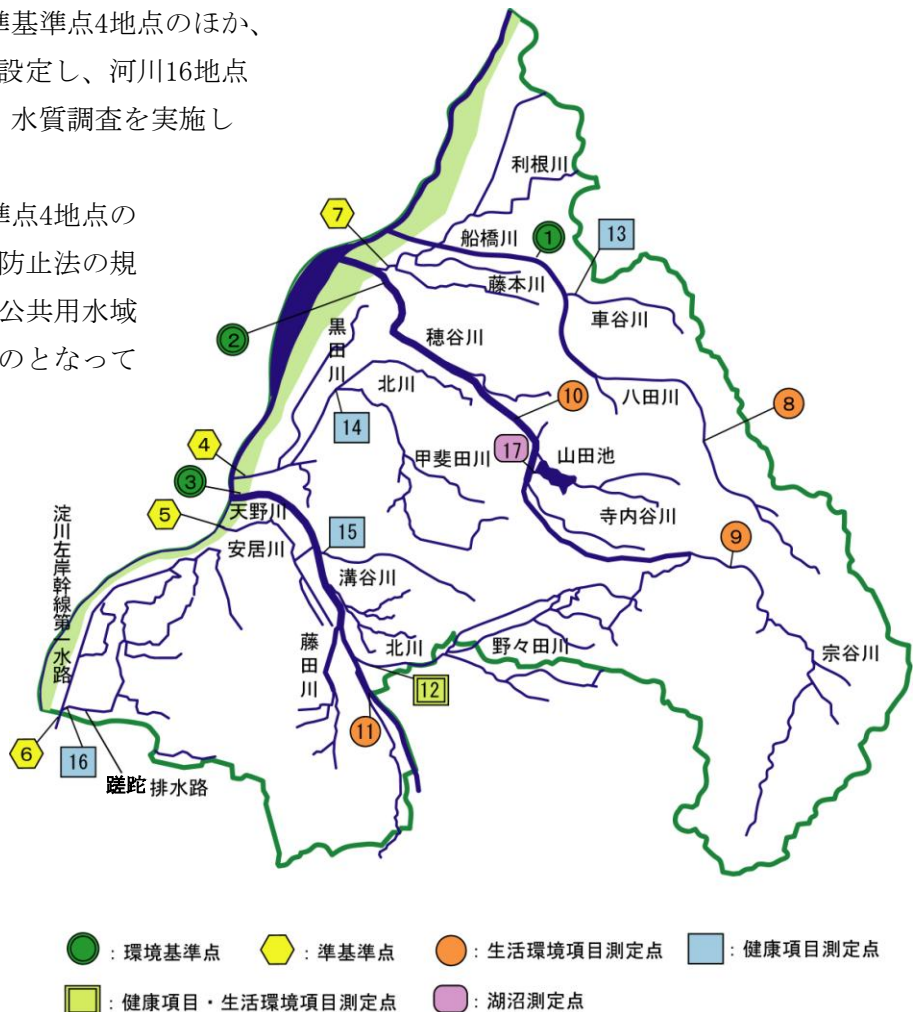 準基準点4地点のほか、
設定し、河川16地点
水質調査を実施し
準点4地点の
防止法の規
公共用水域
のとなって
利根川
7
船橋川
1
13
藤本川
車谷川
2
黒田川
穂谷川
北川
八田川
10
8
14
甲斐田川
17
山田池
4
3
天野川
寺内谷川
5
安居川
15
9
淀川左岸幹線第一水路
溝谷川
藤田川
北川
野々田川
宗谷川
12
11
6
16
蹉跎排水路
：環境基準点
：準基準点
：生活環境項目測定点
：健康項目測定点
：健康項目・生活環境項目測定点
：湖沼測定点